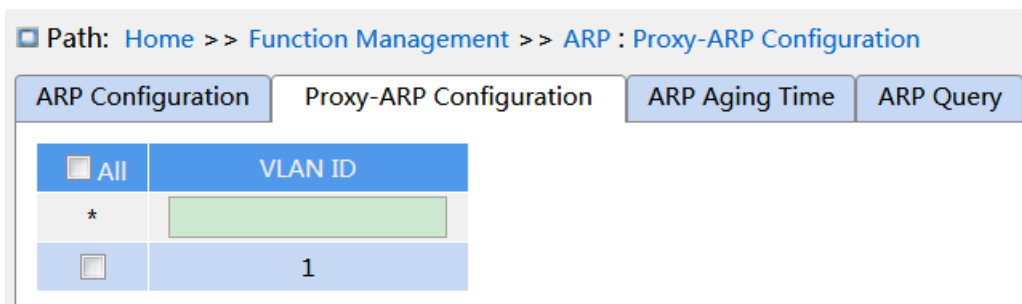 Path: Home >> Function Management >> ARP : Proxy-ARP Configuration
ARP Configuration Proxy-ARP Configuration ARP Aging Time ARP Query
All VLAN ID
*
1